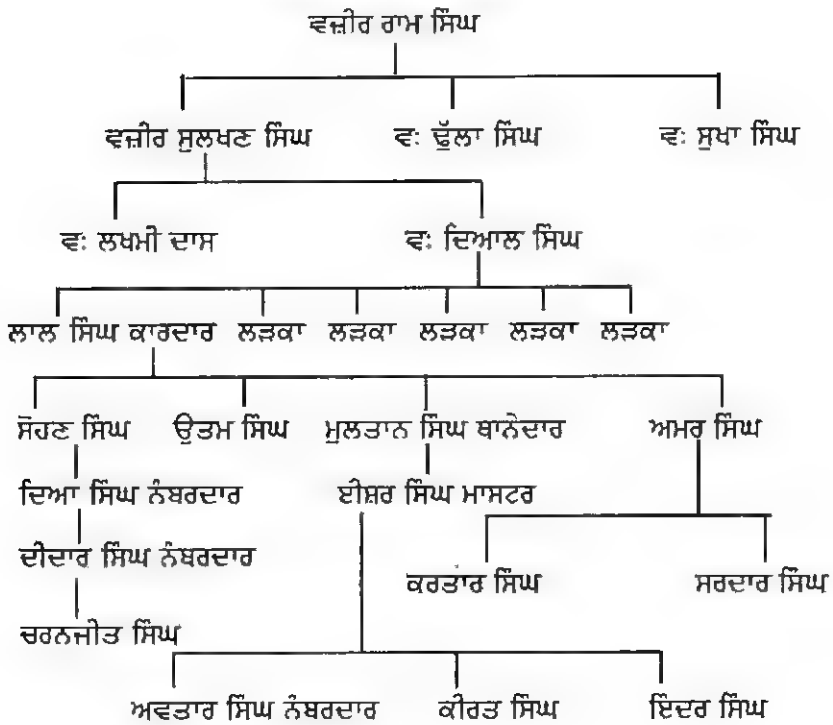 ਵਜ਼ੀਰ ਰਾਮ ਸਿੰਘ
ਵਜ਼ੀਰ ਸੁਲਖਣ ਸਿੰਘ ਵ: ਢੁੱਲਾ ਸਿੰਘ ਵ: ਸੁਖਾ ਸਿੰਘ
ਵ: ਲਖਮੀ ਦਾਸ ਵ: ਦਿਆਲ ਸਿੰਘ
ਲਾਲ ਸਿੰਘ ਕਾਰਦਾਰ ਲੜਕਾ ਲੜਕਾ ਲੜਕਾ ਲੜਕਾ ਲੜਕਾ
ਸੋਹਣ ਸਿੰਘ ਉਤਮ ਸਿੰਘ ਮੁਲਤਾਨ ਸਿੰਘ ਥਾਨੇਦਾਰ ਅਮਰ ਸਿੰਘ
ਦਿਆ ਸਿੰਘ ਨੰਬਰਦਾਰ ਈਸ਼ਰ ਸਿੰਘ ਮਾਸਟਰ
ਦੀਦਾਰ ਸਿੰਘ ਨੰਬਰਦਾਰ
ਕਰਤਾਰ ਸਿੰਘ ਸਰਦਾਰ ਸਿੰਘ
ਚਰਨਜੀਤ ਸਿੰਘ
ਅਵਤਾਰ ਸਿੰਘ ਨੰਬਰਦਾਰ ਕੀਰਤ ਸਿੰਘ ਇੰਦਰ ਸਿੰਘ